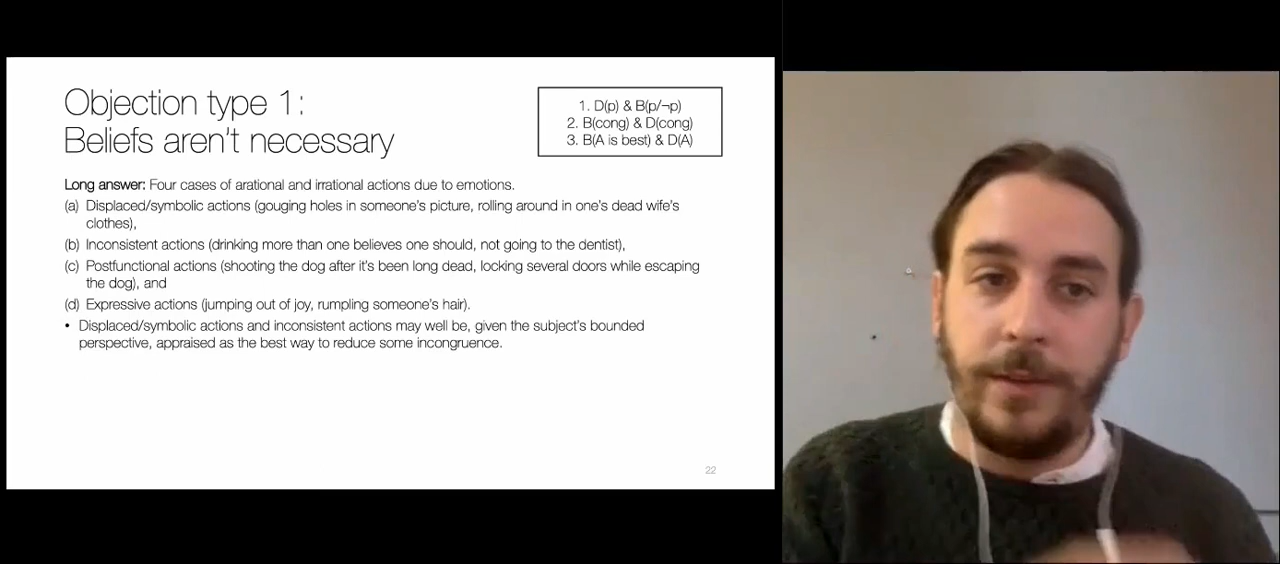 Objection type 1:
Beliefs aren't necessary
1. D(p) & B(p/¬p)
2. B(cong) & D(cong)
3. B(A is best) & D(A)
Long answer: Four cases of arational and irrational actions due to emotions.
(a) Displaced/symbolic actions (gouging holes in someone's picture, rolling around in one's dead wife's
clothes),
(b) Inconsistent actions (drinking more than one believes one should, not going to the dentist),
(c) Postfunctional actions (shooting the dog after it's been long dead, locking several doors while escaping
the dog), and
(d) Expressive actions (jumping out of joy, rumpling someone's hair).
• Displaced/symbolic actions and inconsistent actions may well be, given the subject's bounded
perspective, appraised as the best way to reduce some incongruence.
22